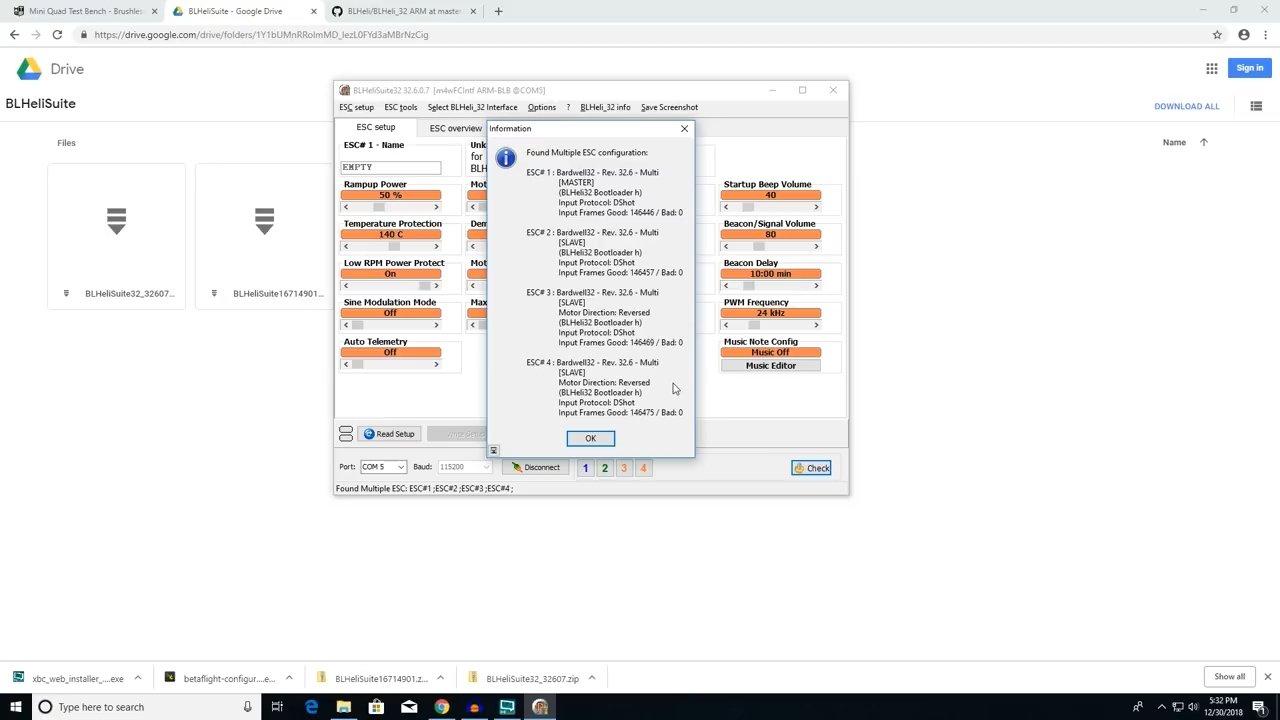 Mini Quad Test Bench - Brushless
BLHeliSuite - Google Drive
BLHeli/BLHeli_32 ARM at master
https://drive.google.com/drive/folders/1Y1bUMnRRolmMD_IezL0FYd3aMBrNzCig
Drive
Sign in
BLHeliSuite
DOWNLOAD ALL
Files
Name
BLHeliSuite32_32607...
BLHeliSuite16714901...
BLHeliSuite32 32.6.0.7 [m4wFCIntf ARM-BLB @COM5]
ESC setup
ESC tools
Select BLHeli_32 Interface
Options
?
BLHeli_32 info
Save Screenshot
ESC setup
ESC overview
ESC# 1 - Name
EMPTY
Unk
for
BLH
Rampup Power
50 %
Temperature Protection
140 C
Low RPM Power Protect
On
Sine Modulation Mode
Off
Auto Telemetry
Off
Mot
Dem
Mot
Max
Startup Beep Volume
40
Beacon/Signal Volume
80
Beacon Delay
10:00 min
PWM Frequency
24 kHz
Music Note Config
Music Off
Music Editor
Information
Found Multiple ESC configuration:
ESC# 1 : Bardwell32 - Rev. 32.6 - Multi
[MASTER]
(BLHeli32 Bootloader h)
Input Protocol: DShot
Input Frames Good: 146446 / Bad: 0
ESC# 2 : Bardwell32 - Rev. 32.6 - Multi
[SLAVE]
(BLHeli32 Bootloader h)
Input Protocol: DShot
Input Frames Good: 146457 / Bad: 0
ESC# 3 : Bardwell32 - Rev. 32.6 - Multi
[SLAVE]
Motor Direction: Reversed
(BLHeli32 Bootloader h)
Input Protocol: DShot
Input Frames Good: 146469 / Bad: 0
ESC# 4 : Bardwell32 - Rev. 32.6 - Multi
[SLAVE]
Motor Direction: Reversed
(BLHeli32 Bootloader h)
Input Protocol: DShot
Input Frames Good: 146475 / Bad: 0
OK
Read Setup
Write Setup
Port:
COM 5
Baud:
115200
Disconnect
1
2
3
4
Check
Found Multiple ESC: ESC#1 ;ESC#2 ;ESC#3 ;ESC#4 ;
xbc_web_installer_....exe
betaflight-configur....e...
BLHeliSuite16714901.z...
BLHeliSuite32_32607.zip
Show all
Type here to search
5:32 PM
12/30/2018
1